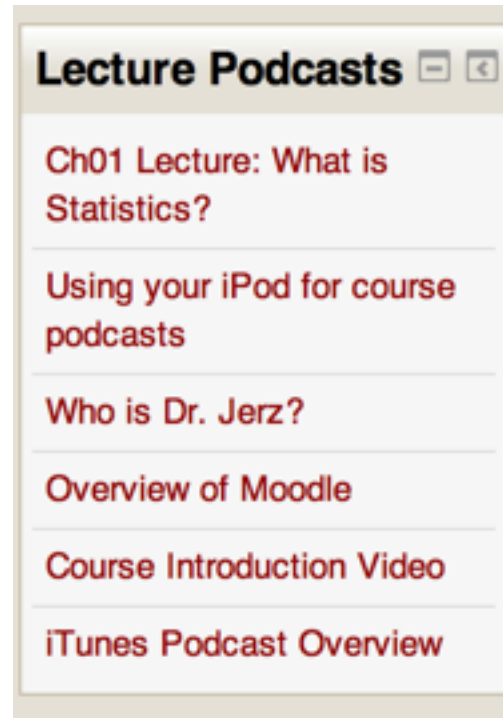 Lecture Podcasts
Ch01 Lecture: What is
Statistics?
Using your iPod for course
podcasts
Who is Dr. Jerz?
Overview of Moodle
Course Introduction Video
iTunes Podcast Overview